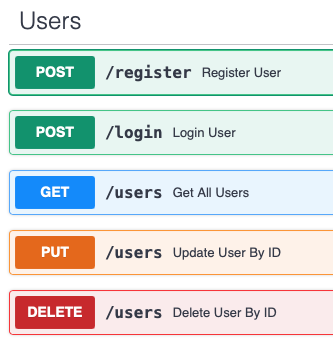 Users
POST /register Register User
POST /login Login User
GET /users Get All Users
PUT /users Update User By ID
DELETE /users Delete User By ID